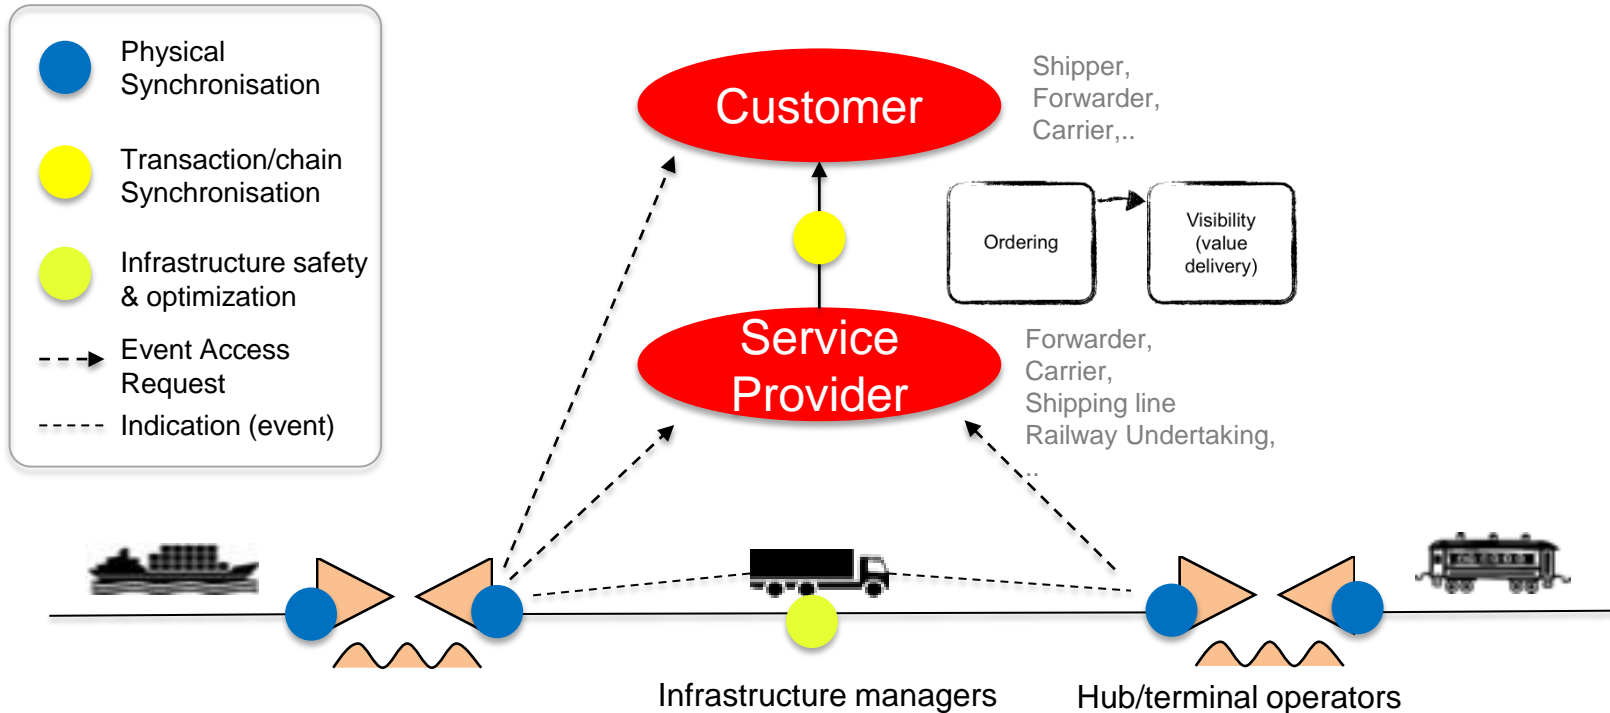 Physical
Synchronisation
Transaction/chain
Synchronisation
Infrastructure safety
& optimization
Event Access
Request
Indication (event)
Customer
Shipper,
Forwarder,
Carrier,..
Ordering
Visibility
(value
delivery)
Service
Provider
Forwarder,
Carrier,
Shipping line
Railway Undertaking,
..
Infrastructure managers
Hub/terminal operators